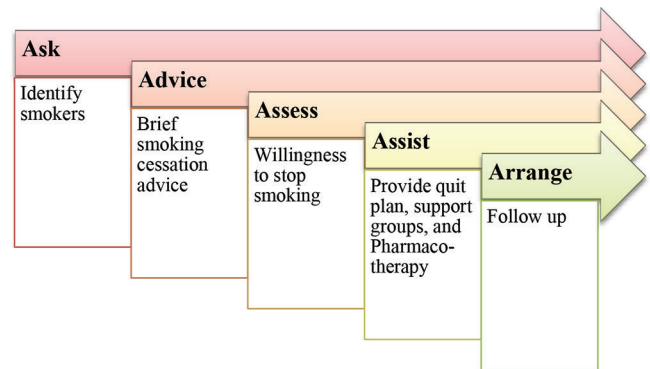 Ask
Identify
smokers
Advice
Brief
smoking
cessation
advice
Assess
Willingness
to stop
smoking
Assist
Provide quit
plan, support
groups, and
Pharmaco-
therapy
Arrange
Follow up